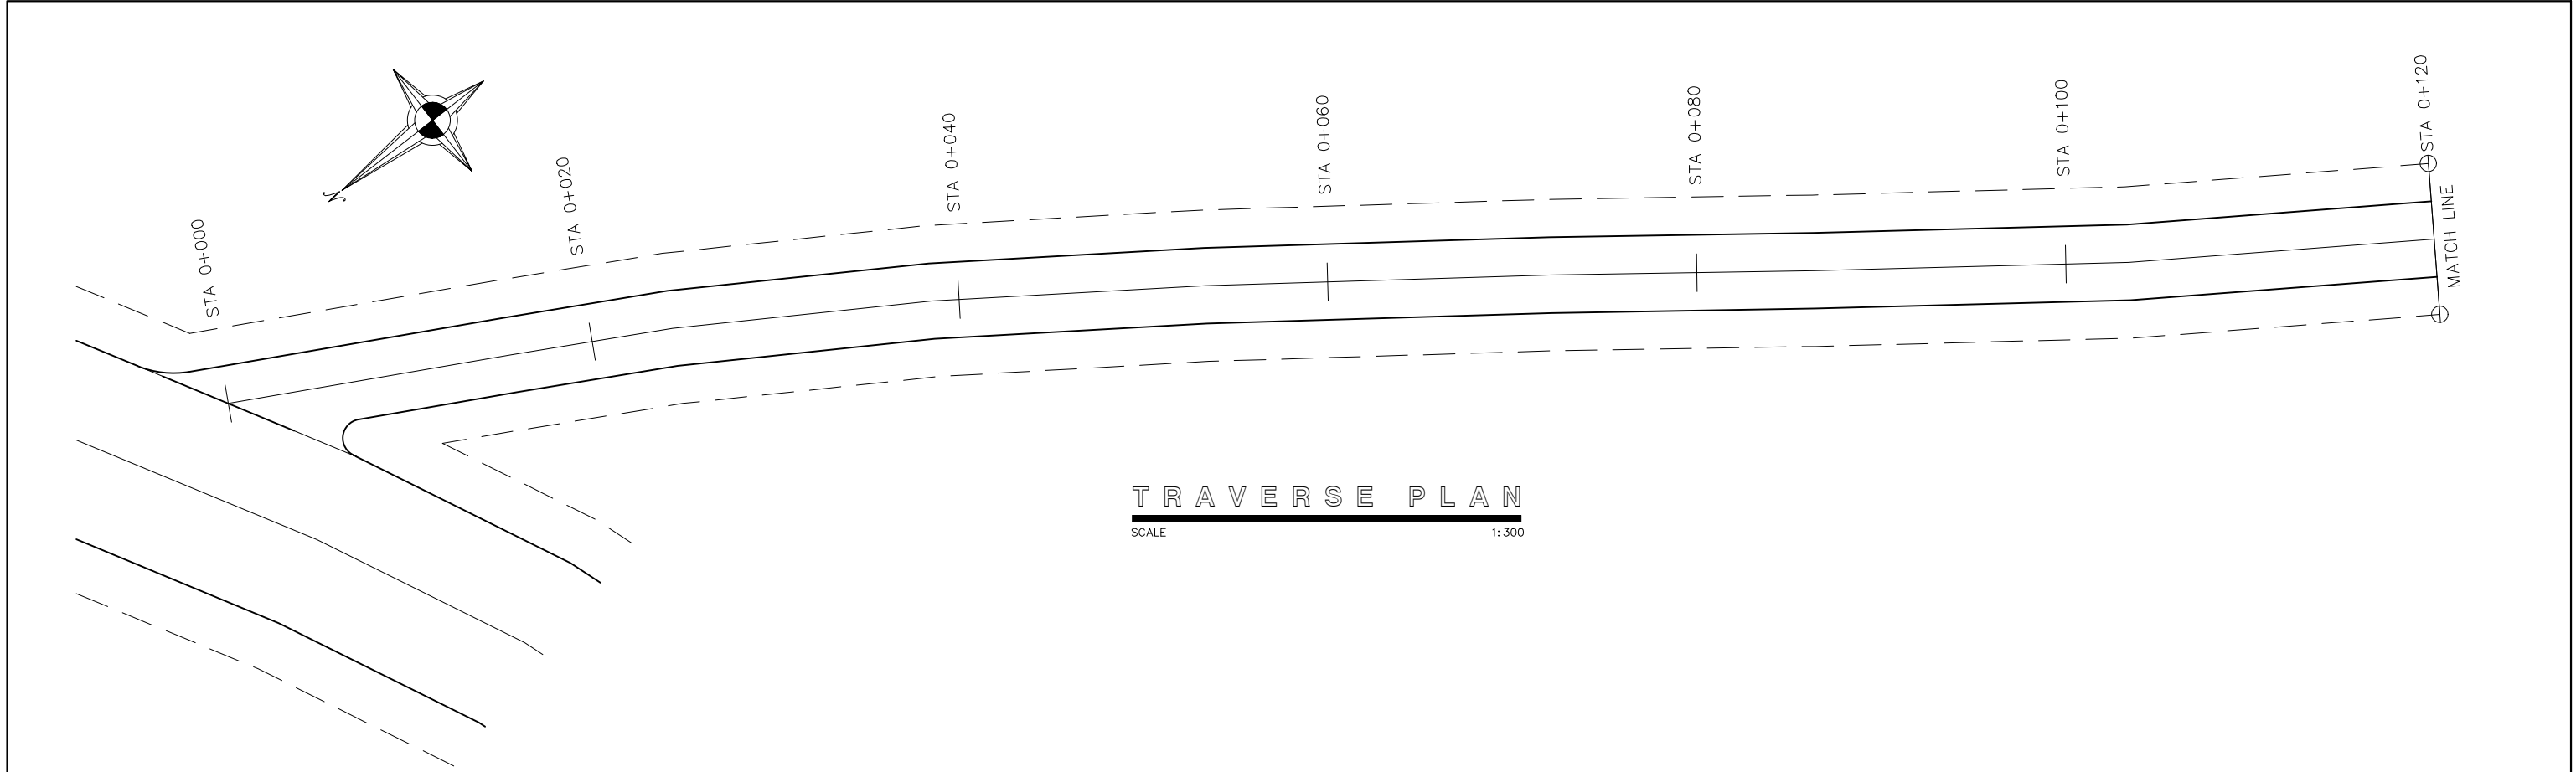 STA 0+000
N
STA 0+020
STA 0+040
STA 0+060
STA 0+080
STA 0+100
STA 0+120
MATCH LINE
TRAVERSE PLAN
SCALE 1:300